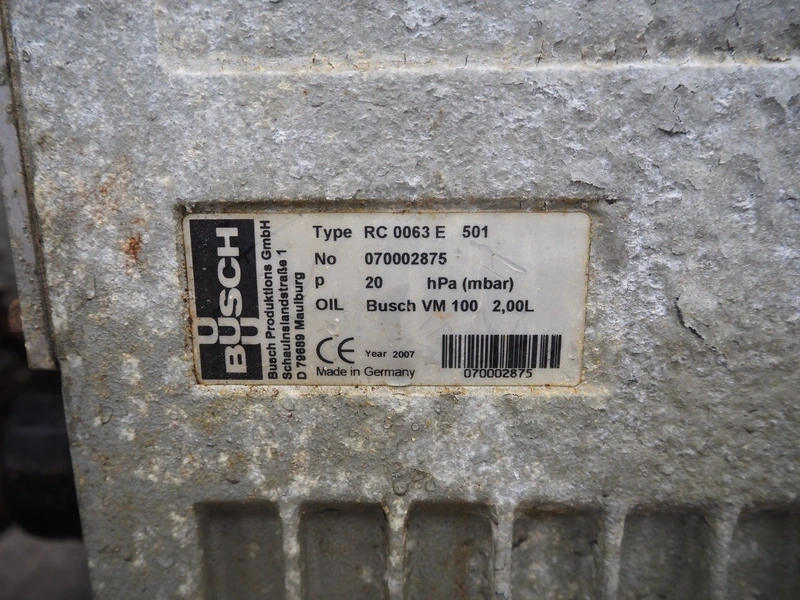 BUSCH
Busch Produktions GmbH
Schauinslandstraße 1
D 79689 Maulburg
Type RC 0063 E 501
No 070002875
p 20 hPa (mbar)
OIL Busch VM 100 2,00L
CE Year 2007
Made in Germany
070002875